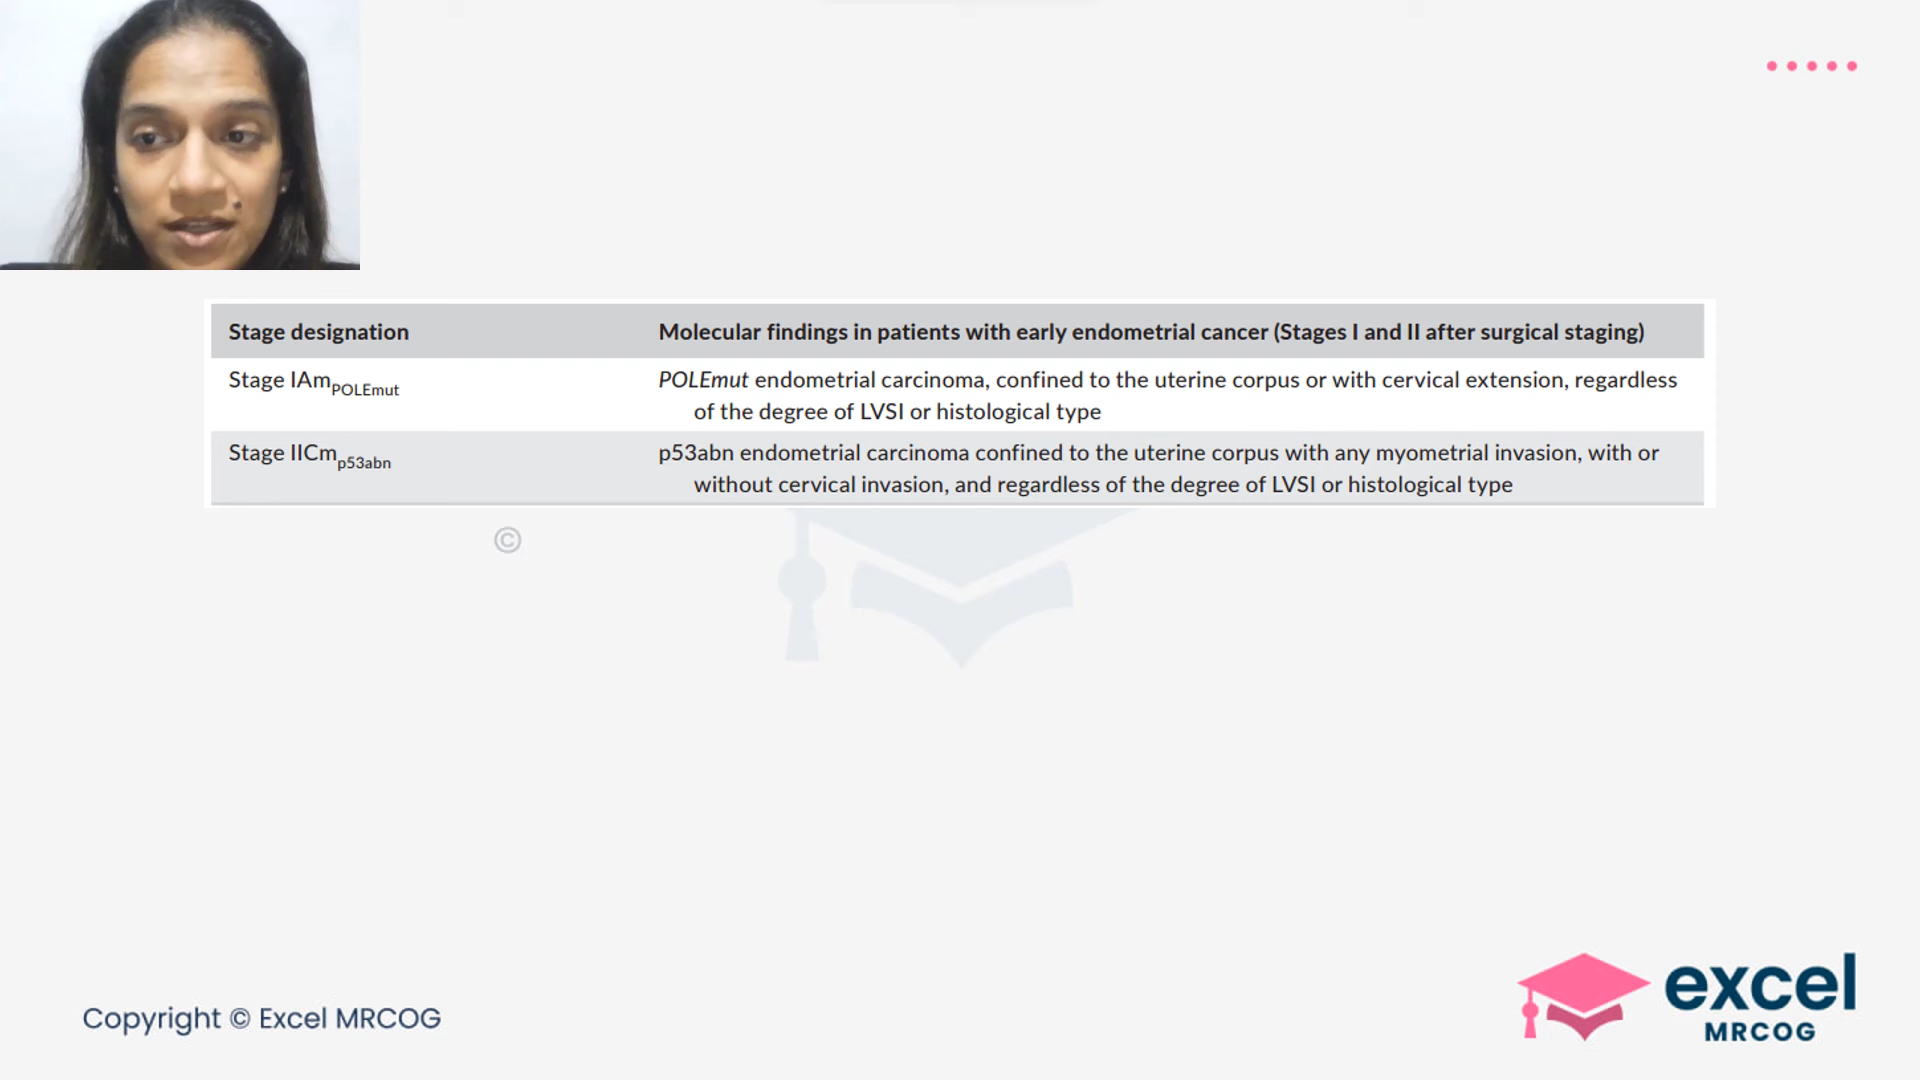 Stage designation Molecular findings in patients with early endometrial cancer (Stages I and II after surgical staging)
Stage IAmPOLEmut POLEmut endometrial carcinoma, confined to the uterine corpus or with cervical extension, regardless
of the degree of LVSI or histological type
Stage IICmp53abn p53abn endometrial carcinoma confined to the uterine corpus with any myometrial invasion, with or
without cervical invasion, and regardless of the degree of LVSI or histological type
©
Copyright © Excel MRCOG
excel
MRCOG